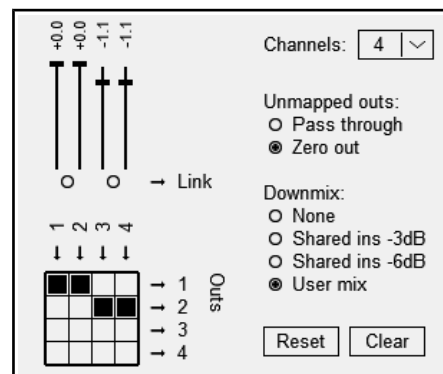 +0.0 +0.0 -1.1 -1.1
Channels: 4
Unmapped outs:
Pass through
Zero out
→ Link
Downmix:
None
Shared ins -3dB
Shared ins -6dB
User mix
1 2 3 4
↓ ↓ ↓ ↓
→ 1
→ 2
→ 3
→ 4
Outs
Reset Clear